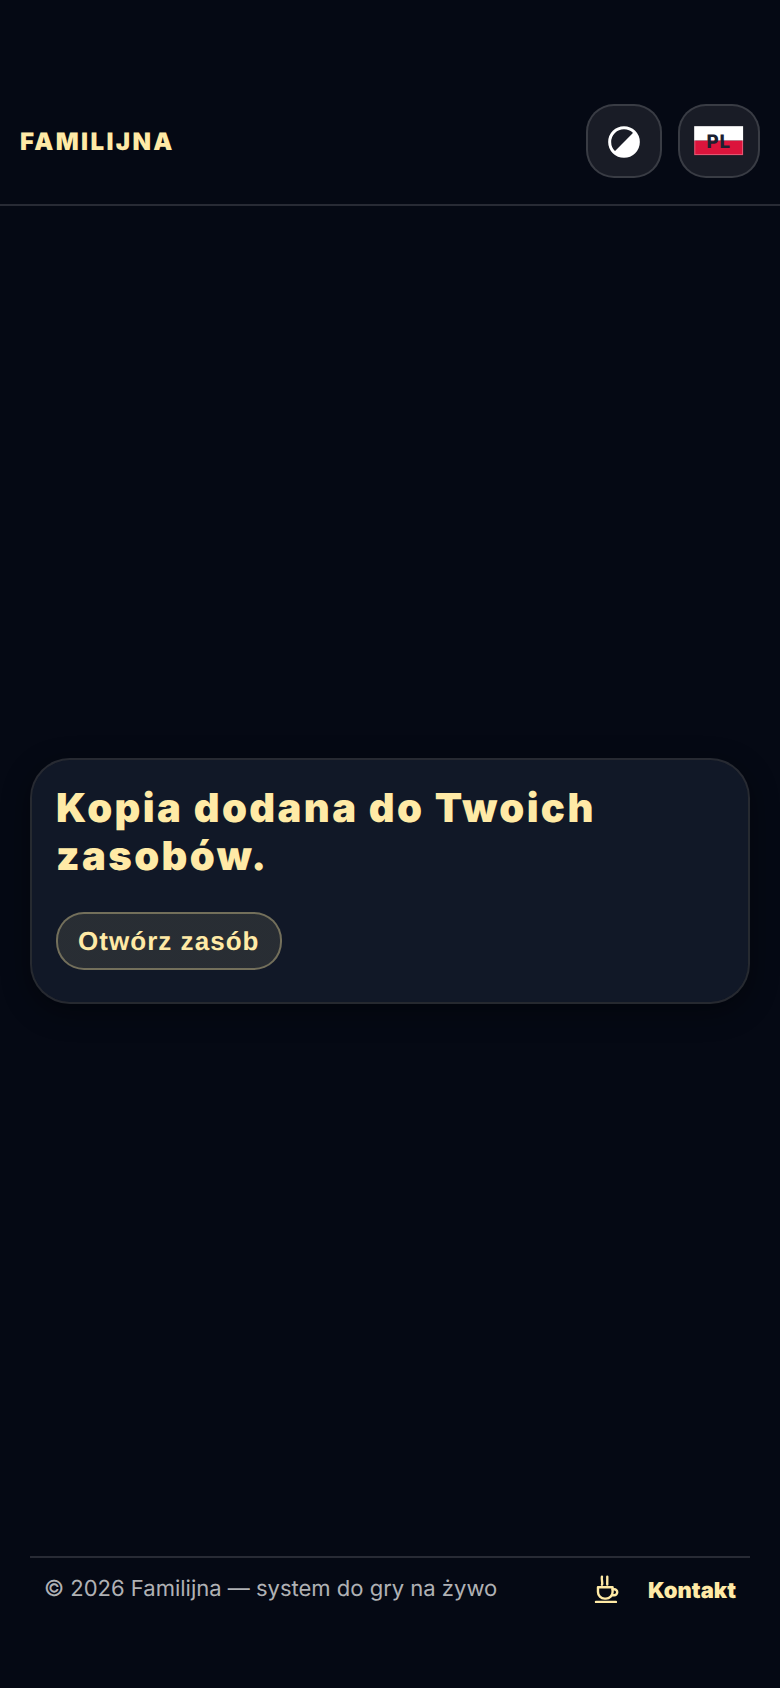 FAMILIJNA
PL
Kopia dodana do Twoich
zasobów.
Otwórz zasób
© 2026 Familijna — system do gry na żywo
Kontakt